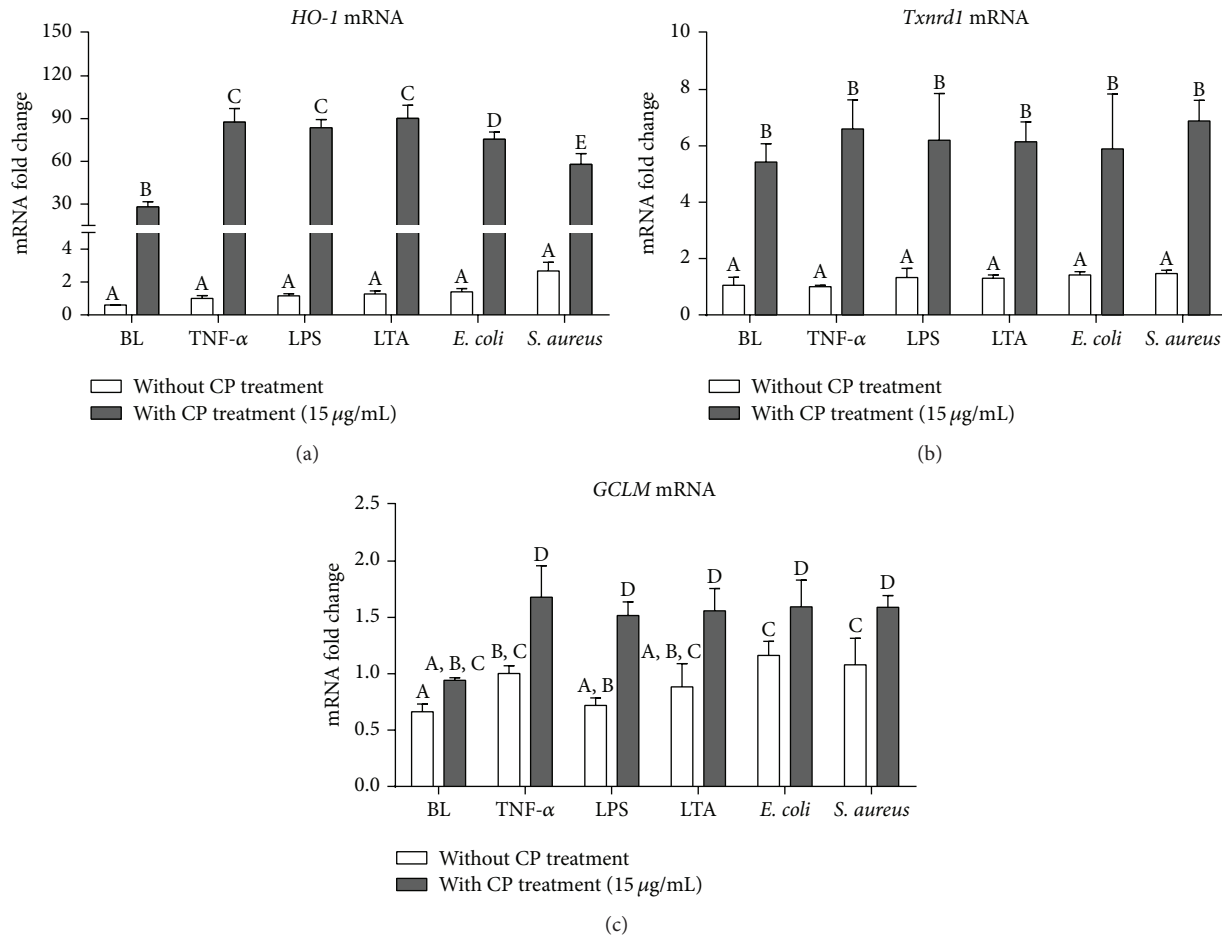 HO-1 mRNA
mRNA fold change
150
120
90
60
30
4
2
0
A B A C A C A C A D A E
BL TNF-α LPS LTA E. coli S. aureus
Without CP treatment
With CP treatment (15 μg/mL)
(a)
Txnrd1 mRNA
mRNA fold change
10
8
6
4
2
0
A B A B A B A B A B A B
BL TNF-α LPS LTA E. coli S. aureus
Without CP treatment
With CP treatment (15 μg/mL)
(b)
GCLM mRNA
mRNA fold change
2.5
2.0
1.5
1.0
0.5
0.0
A A, B, C B, C D A, B D A, B, C D C D C D
BL TNF-α LPS LTA E. coli S. aureus
Without CP treatment
With CP treatment (15 μg/mL)
(c)